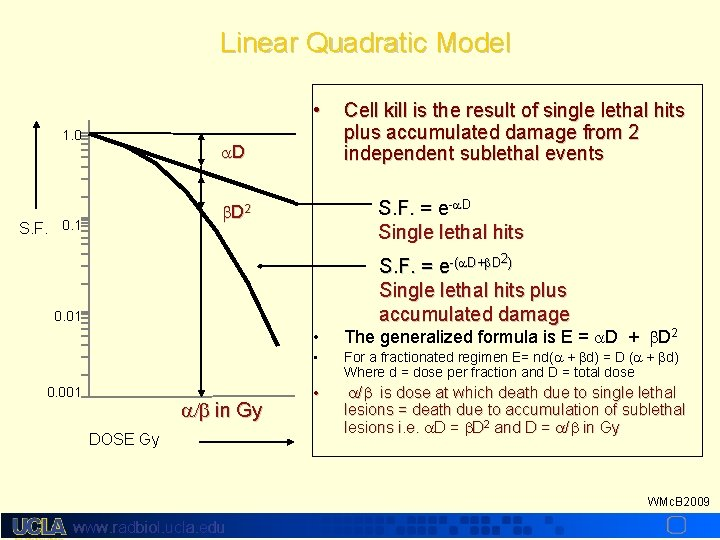 Linear Quadratic Model
1.0
αD
βD2
S.F. 0.1
0.01
0.001
α/β in Gy
DOSE Gy
• Cell kill is the result of single lethal hits
plus accumulated damage from 2
independent sublethal events
S.F. = e-αD
Single lethal hits
S.F. = e-(αD+βD2)
Single lethal hits plus
accumulated damage
• The generalized formula is E = αD + βD2
• For a fractionated regimen E= nd(α + βd) = D (α + βd)
Where d = dose per fraction and D = total dose
• α/β is dose at which death due to single lethal
lesions = death due to accumulation of sublethal
lesions i.e. αD = βD2 and D = α/β in Gy
WMcB2009
UCLA www.radbiol.ucla.edu